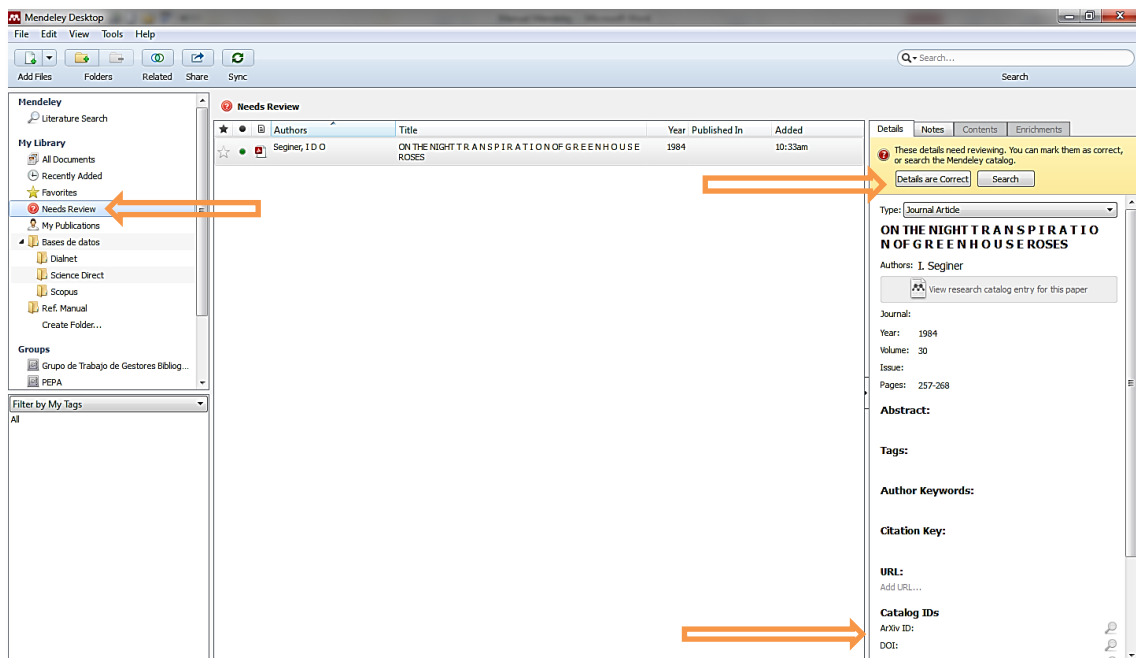 Mendeley Desktop
File Edit View Tools Help
Add Files Folders Related Share Sync
Search...
Search
Mendeley
Literature Search
My Library
All Documents
Recently Added
Favorites
Needs Review
My Publications
Bases de datos
Dialnet
Science Direct
Scopus
Ref. Manual
Create Folder...
Groups
Grupo de Trabajo de Gestores Bibliog...
PEPA
Filter by My Tags
All
Needs Review
Authors Title Year Published In Added
Seginer, I D O ON THE NIGHT T R A N S P I R A T I O N O F G R E E N H O U S E 1984 10:33am
ROSES
Details Notes Contents Enrichments
These details need reviewing. You can mark them as correct,
or search the Mendeley catalog.
Details are Correct Search
Type: Journal Article
ON THE NIGHT T R A N S P I R A T I O
N O F G R E E N H O U S E ROSES
Authors: I. Seginer
View research catalog entry for this paper
Journal:
Year: 1984
Volume: 30
Issue:
Pages: 257-268
Abstract:
Tags:
Author Keywords:
Citation Key:
URL:
Add URL...
Catalog IDs
ArXiv ID:
DOI: